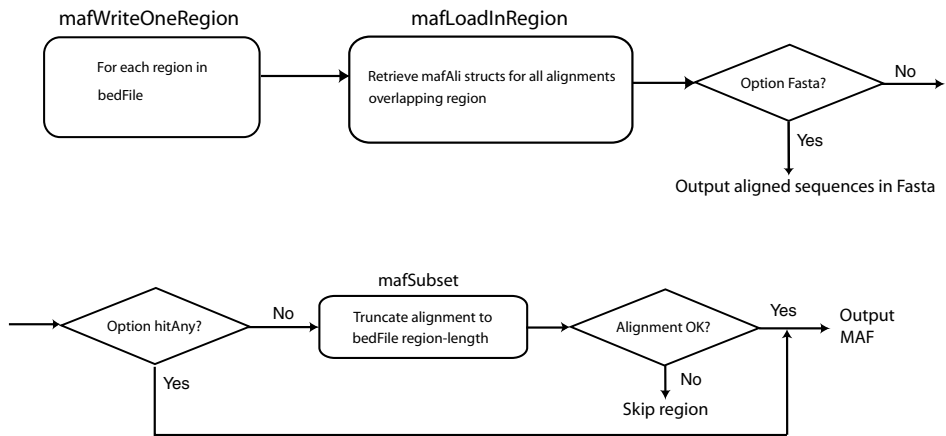 mafWriteOneRegion
For each region in
bedFile
mafLoadInRegion
Retrieve mafAli structs for all alignments
overlapping region
Option Fasta?
No
Yes
Output aligned sequences in Fasta
Option hitAny?
No
Yes
mafSubset
Truncate alignment to
bedFile region-length
Alignment OK?
Yes
No
Skip region
Output
MAF